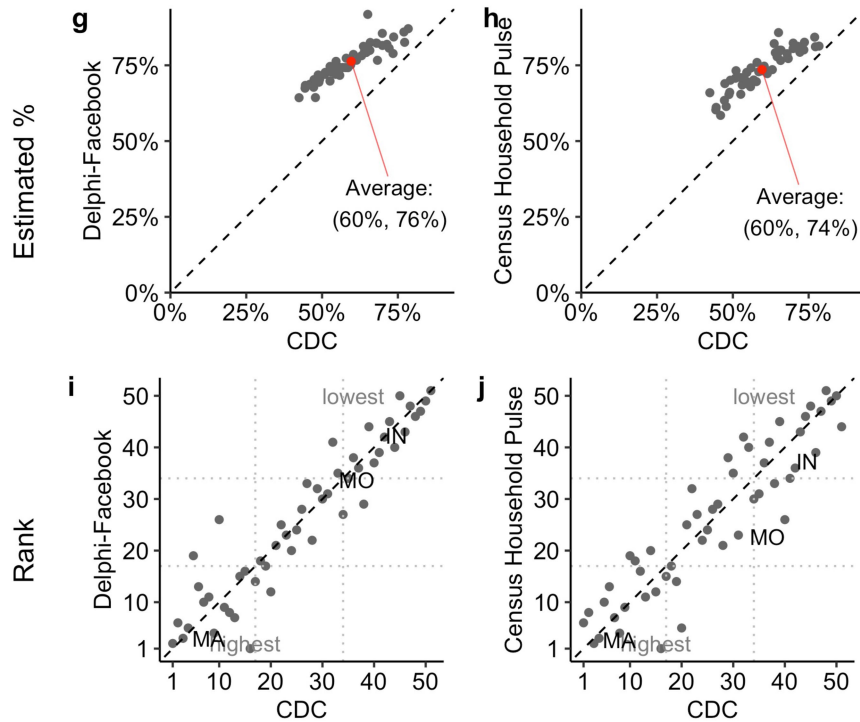 g
Estimated %
Delphi-Facebook
75%
50%
25%
0%
Average:
(60%, 76%)
0% 25% 50% 75%
CDC
h
Census Household Pulse
75%
50%
25%
0%
Average:
(60%, 74%)
0% 25% 50% 75%
CDC
i
Rank
Delphi-Facebook
50
40
30
20
10
1
lowest
IN
MO
MA
highest
1 10 20 30 40 50
CDC
j
Census Household Pulse
50
40
30
20
10
1
lowest
IN
MO
MA
highest
1 10 20 30 40 50
CDC